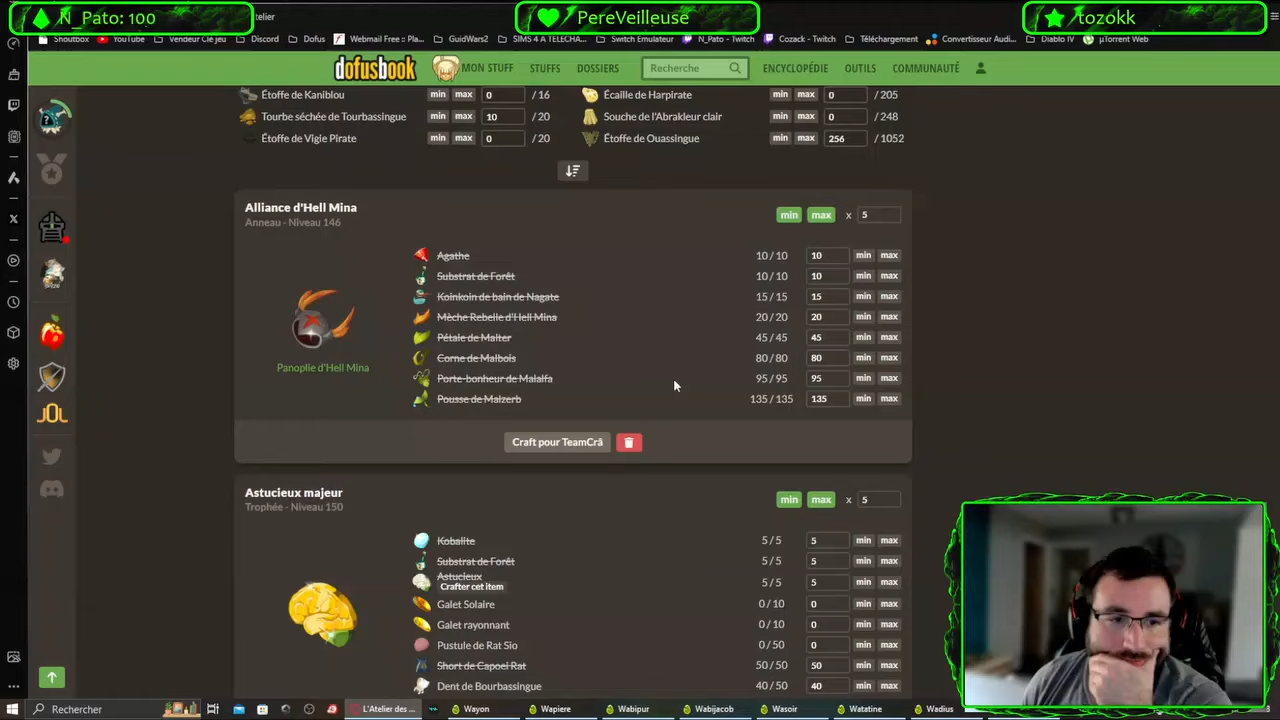 N_Pato: 100
PereVeilleuse
tozokk
telier
Shoutbox YouTube Vendeur Clé jeu Discord Dofus Webmail Free :: Pla... GuidWars2 SIMS 4 A TELECHA... Switch Emulateur N_Pato - Twitch Cozack - Twitch Téléchargement Convertisseur Audi... Diablo IV µTorrent Web
dofusbook MON STUFF STUFFS DOSSIERS Recherche ENCYCLOPÉDIE OUTILS COMMUNAUTÉ
Étoffe de Kaniblou min max 0 / 16 Écaille de Harpirate min max 0 / 205
Tourbe séchée de Tourbassingue min max 10 / 20 Souche de l'Abrakleur clair min max 0 / 248
Étoffe de Vigie Pirate min max 0 / 20 Étoffe de Ouassingue min max 256 / 1052
Alliance d'Hell Mina min max x 5
Anneau - Niveau 146
Agathe 10 / 10 10 min max
Substrat de Forêt 10 / 10 10 min max
Koinkoin de bain de Nagate 15 / 15 15 min max
Mèche Rebelle d'Hell Mina 20 / 20 20 min max
Pétale de Malter 45 / 45 45 min max
Corne de Malbois 80 / 80 80 min max
Porte-bonheur de Malalfa 95 / 95 95 min max
Pousse de Malzerb 135 / 135 135 min max
Panoplie d'Hell Mina
Craft pour TeamCrâ
Astucieux majeur min max x 5
Trophée - Niveau 150
Kobalite 5 / 5 5 min max
Substrat de Forêt 5 / 5 5 min max
Astucieux 5 / 5 5 min max
Crafter cet item
Galet Solaire 0 / 10 0 min max
Galet rayonnant 0 / 10 0 min max
Pustule de Rat Sio 0 / 50 0 min max
Short de Capoei Rat 50 / 50 50 min max
Dent de Bourbassingue 40 / 50 40 min max
JOL
Rechercher L'Atelier des ... Wayon Wapiere Wabipur Wabijacob Wasoir Watatine Wadius